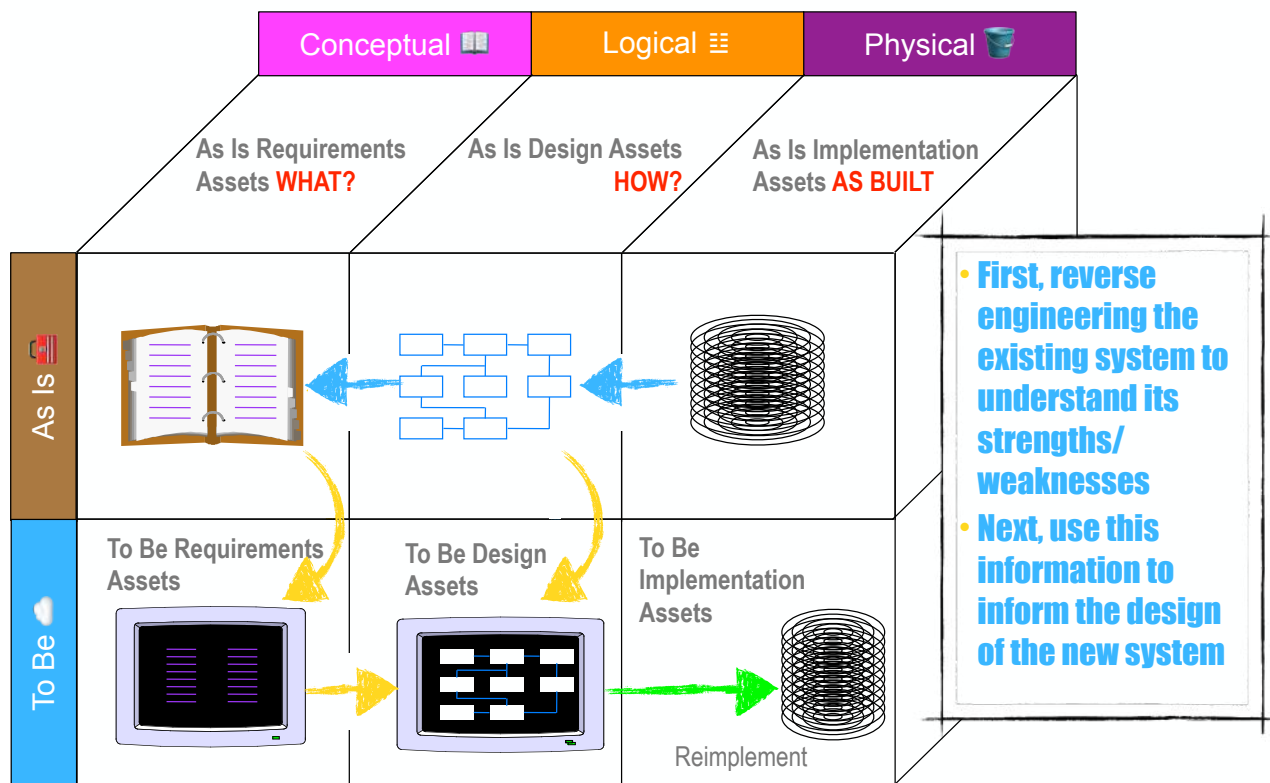 Conceptual 📖
Logical
Physical 🪣
As Is Requirements
Assets WHAT?
As Is Design Assets
HOW?
As Is Implementation
Assets AS BUILT
As Is 🧰
• First, reverse
engineering the
existing system to
understand its
strengths/
weaknesses
• Next, use this
information to
inform the design
of the new system
To Be ☁️
To Be Requirements
Assets
To Be Design
Assets
To Be
Implementation
Assets
Reimplement